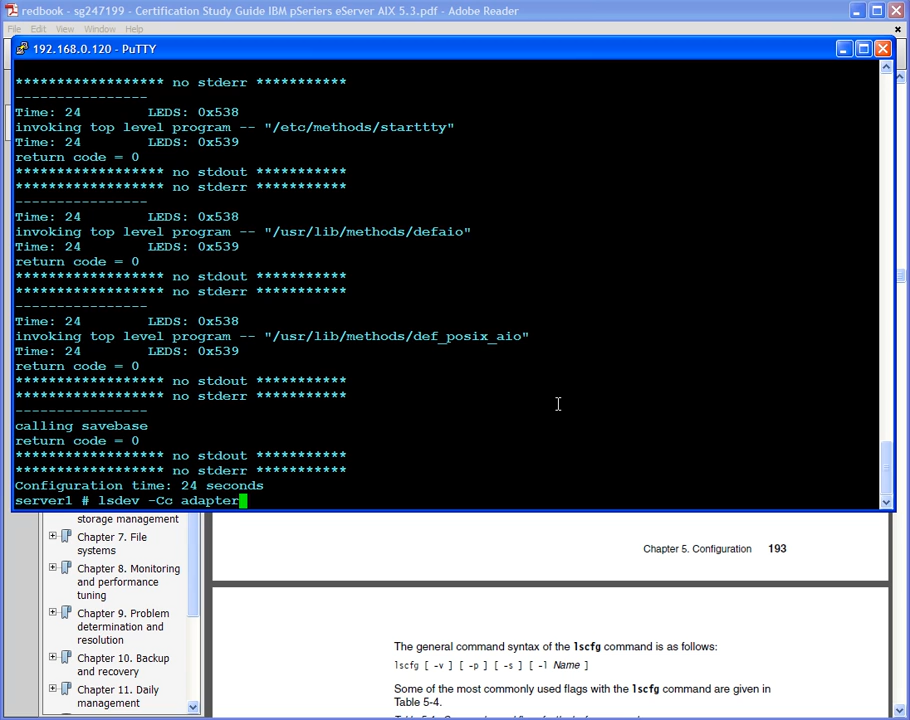 redbook - sg247199 - Certification Study Guide IBM pSeriers eServer AIX 5.3.pdf - Adobe Reader
File Edit View Window Help
192.168.0.120 - PuTTY
****************** no stderr ***********
----------------
Time: 24        LEDS: 0x538
invoking top level program -- "/etc/methods/starttty"
Time: 24        LEDS: 0x539
return code = 0
****************** no stdout ***********
****************** no stderr ***********
----------------
Time: 24        LEDS: 0x538
invoking top level program -- "/usr/lib/methods/defaio"
Time: 24        LEDS: 0x539
return code = 0
****************** no stdout ***********
****************** no stderr ***********
----------------
Time: 24        LEDS: 0x538
invoking top level program -- "/usr/lib/methods/def_posix_aio"
Time: 24        LEDS: 0x539
return code = 0
****************** no stdout ***********
****************** no stderr ***********
----------------
calling savebase
return code = 0
****************** no stdout ***********
****************** no stderr ***********
Configuration time: 24 seconds
server1 # lsdev -Cc adapter
storage management
Chapter 7. File
systems
Chapter 8. Monitoring
and performance
tuning
Chapter 9. Problem
determination and
resolution
Chapter 10. Backup
and recovery
Chapter 11. Daily
management
Chapter 5. Configuration 193
The general command syntax of the lscfg command is as follows:
lscfg [ -v ] [ -p ] [ -s ] [ -l Name ]
Some of the most commonly used flags with the lscfg command are given in
Table 5-4.